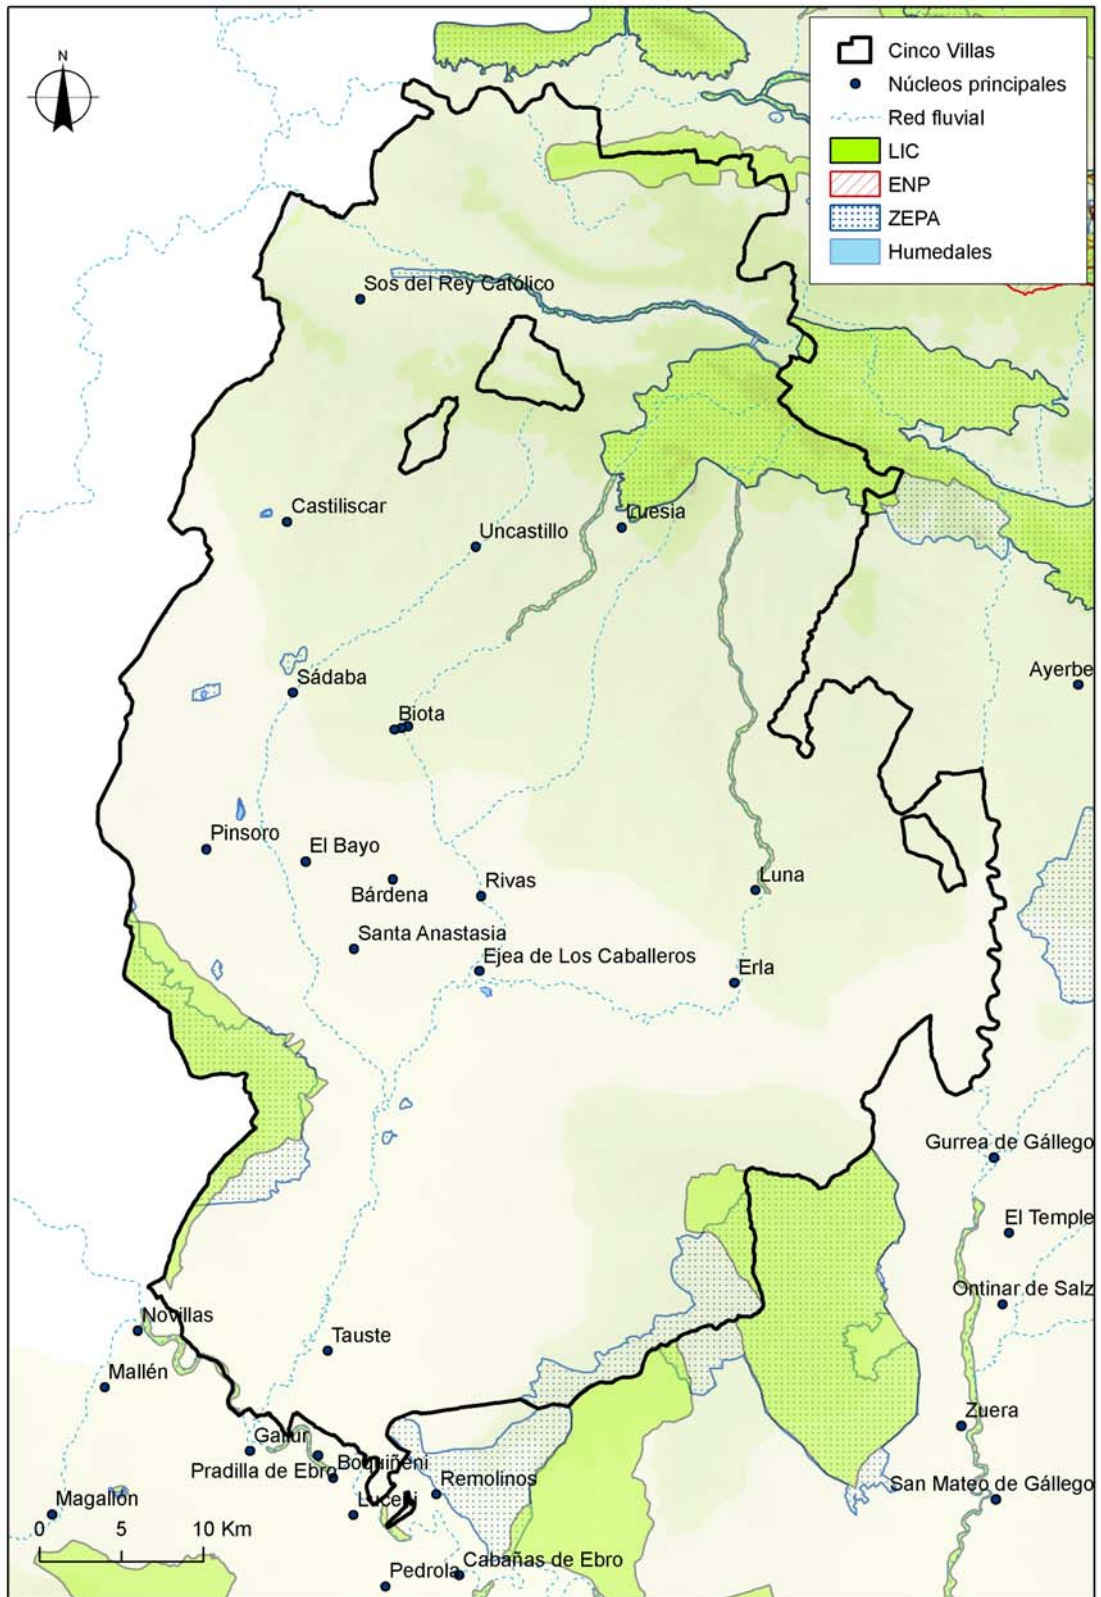 N
Cinco Villas
Núcleos principales
Red fluvial
LIC
ENP
ZEPA
Humedales
Sos del Rey Católico
Castiliscar
Uncastillo
Luesia
Ayerbe
Sádaba
Biota
Pinsoro
El Bayo
Bárdena
Rivas
Luna
Santa Anastasia
Ejea de Los Caballeros
Erla
Gurrea de Gállego
El Temple
Ontinar de Salz
Novillas
Tauste
Mallén
Zuera
Gallur
Pradilla de Ebro
Boquiñeni
Remolinos
San Mateo de Gállego
Magallón
Luceni
0 5 10 Km
Pedrola
Cabañas de Ebro